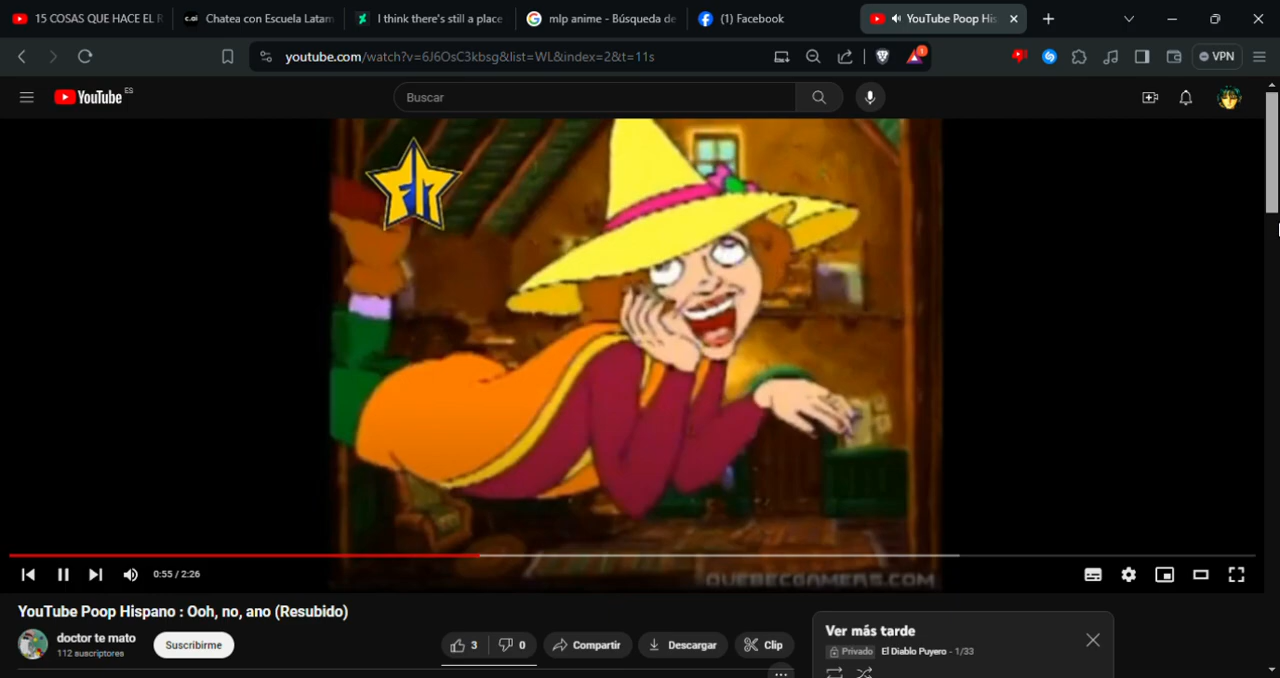 15 COSAS QUE HACE EL R
c.ai
Chatea con Escuela Latam
I think there's still a place
mlp anime - Búsqueda de
(1) Facebook
YouTube Poop His
youtube.com/watch?v=6J6OsC3kbsg&list=WL&index=2&t=11s
1
VPN
YouTube ES
Buscar
QUEBECGAMERS.COM
0:55 / 2:26
YouTube Poop Hispano : Ooh, no, ano (Resubido)
doctor te mato
112 suscriptores
Suscribirme
3
0
Compartir
Descargar
Clip
Ver más tarde
Privado El Diablo Puyero - 1/33